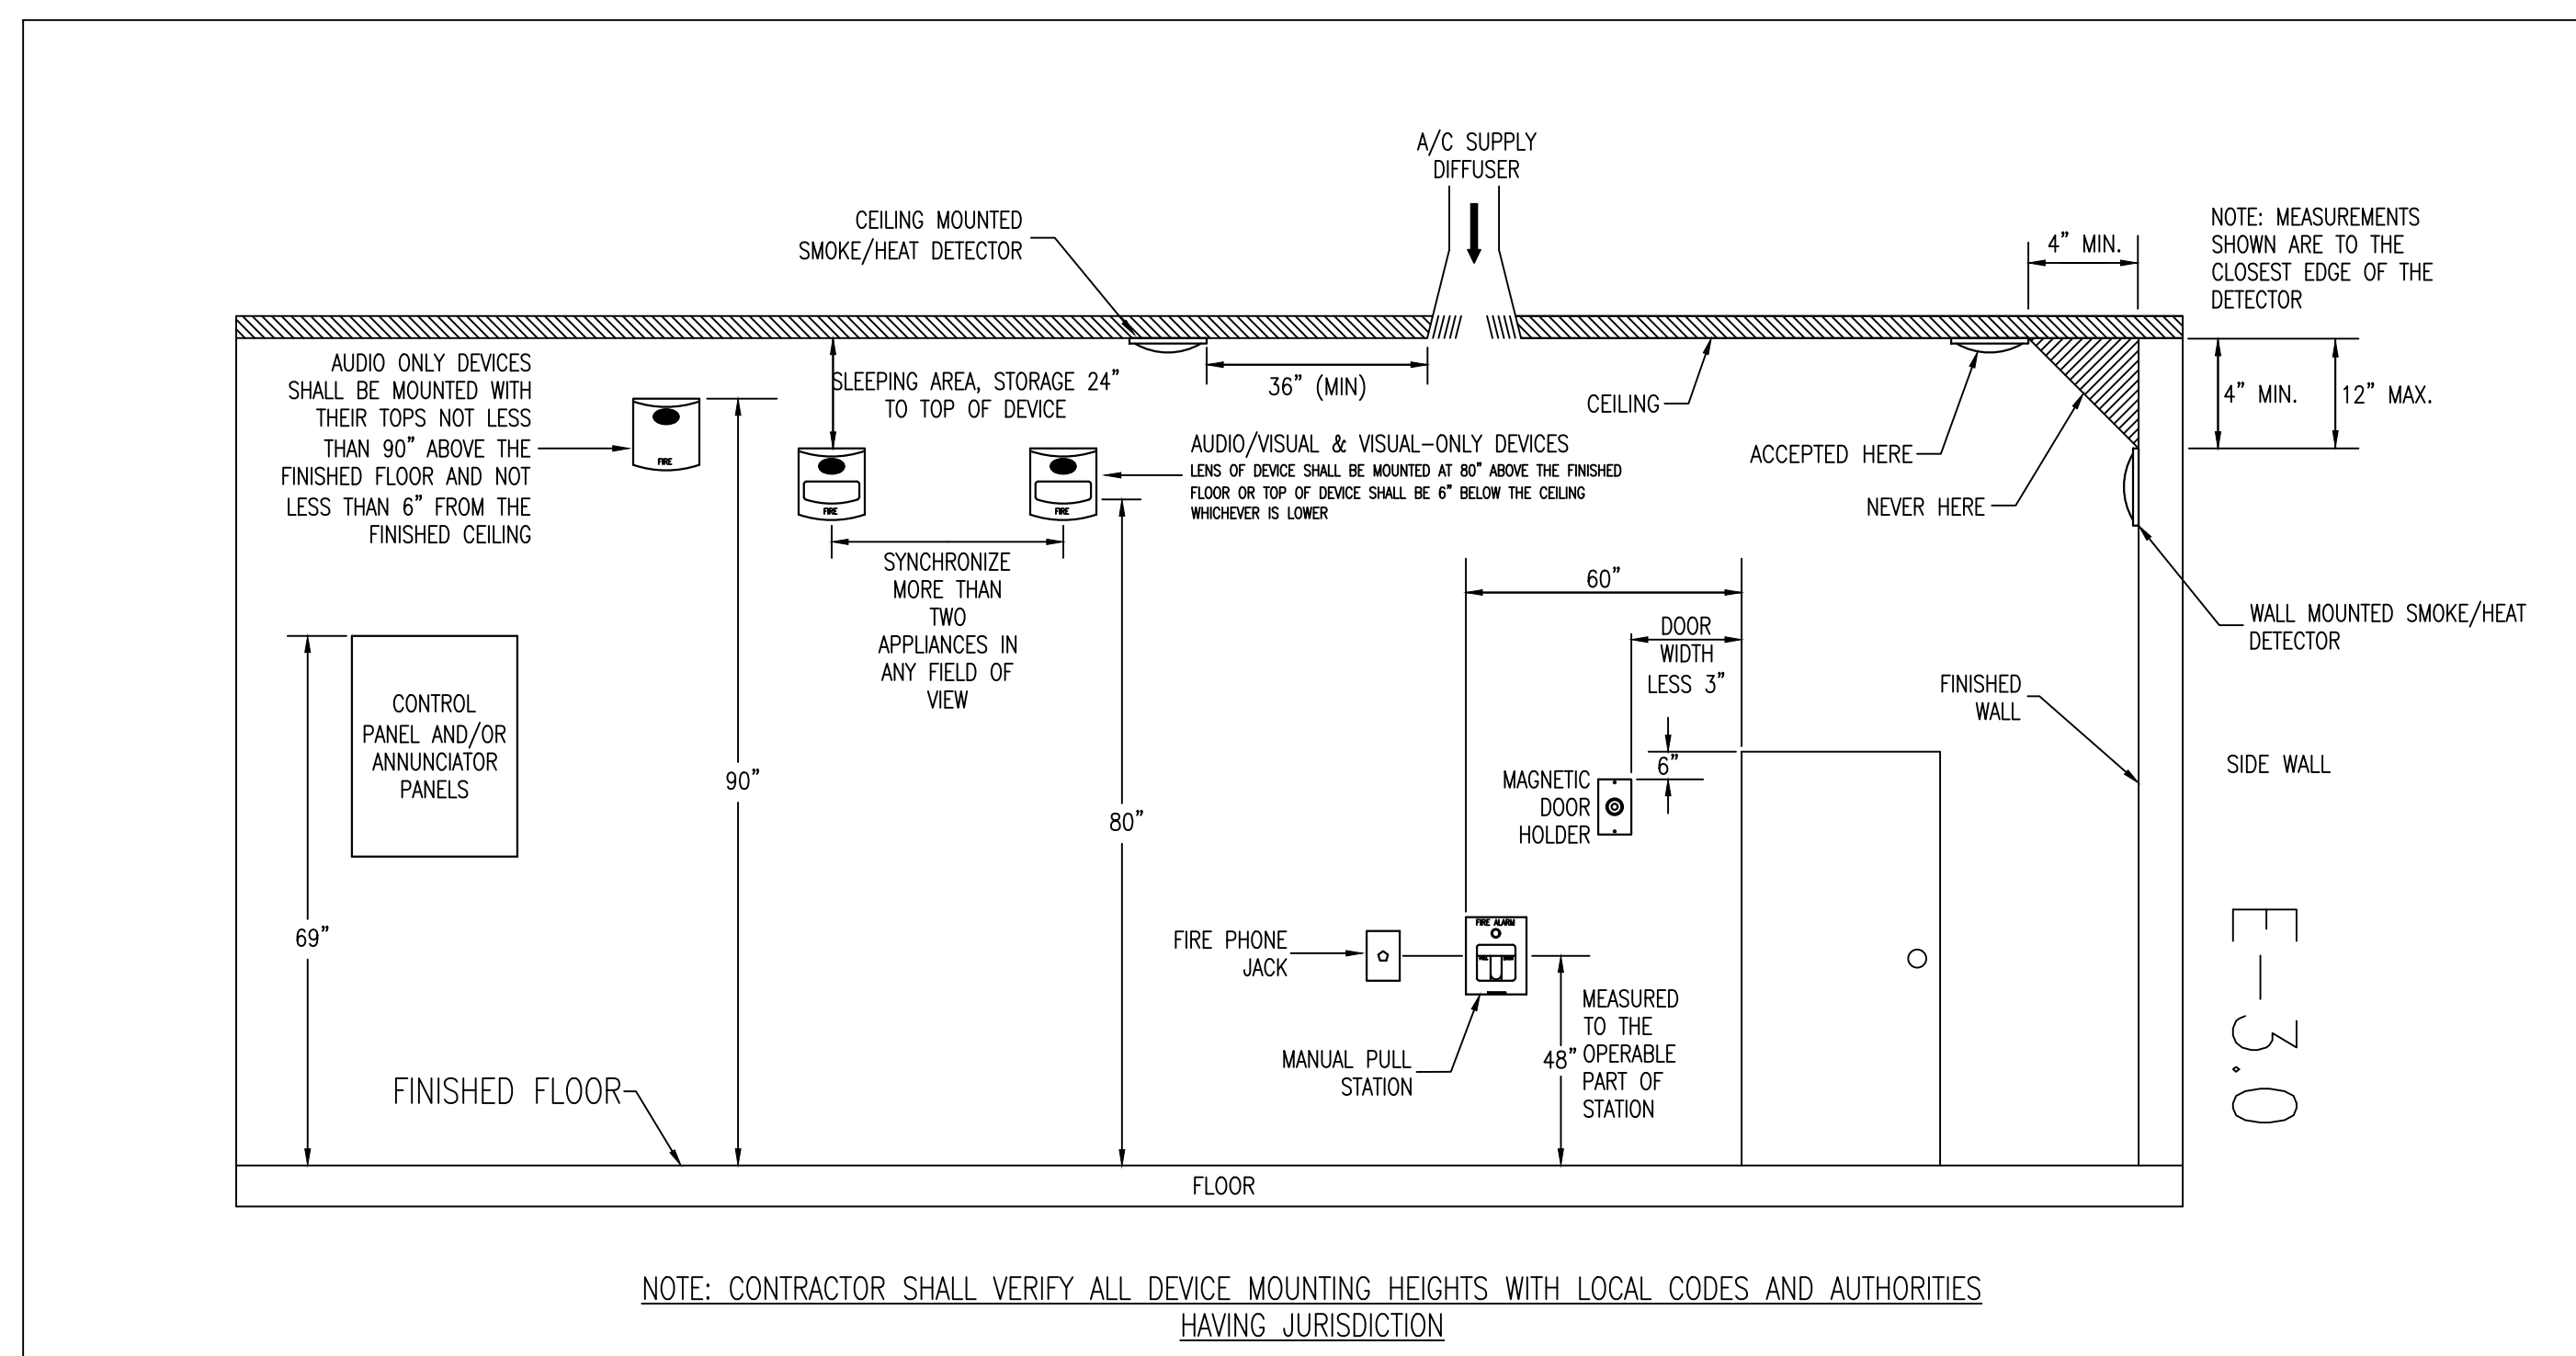 A/C SUPPLY
DIFFUSER
CEILING MOUNTED
SMOKE/HEAT DETECTOR
4” MIN.
NOTE: MEASUREMENTS
SHOWN ARE TO THE
CLOSEST EDGE OF THE
DETECTOR
AUDIO ONLY DEVICES
SHALL BE MOUNTED WITH
THEIR TOPS NOT LESS
THAN 90” ABOVE THE
FINISHED FLOOR AND NOT
LESS THAN 6” FROM THE
FINISHED CEILING
FIRE
SLEEPING AREA, STORAGE 24”
TO TOP OF DEVICE
FIRE
FIRE
36” (MIN)
CEILING
4” MIN.
12” MAX.
AUDIO/VISUAL & VISUAL-ONLY DEVICES
LENS OF DEVICE SHALL BE MOUNTED AT 80” ABOVE THE FINISHED
FLOOR OR TOP OF DEVICE SHALL BE 6” BELOW THE CEILING
WHICHEVER IS LOWER
ACCEPTED HERE
NEVER HERE
SYNCHRONIZE
MORE THAN
TWO
APPLIANCES IN
ANY FIELD OF
VIEW
60”
DOOR
WIDTH
LESS 3”
WALL MOUNTED SMOKE/HEAT
DETECTOR
FINISHED
WALL
SIDE WALL
CONTROL
PANEL AND/OR
ANNUNCIATOR
PANELS
90”
80”
6”
MAGNETIC
DOOR
HOLDER
69”
FIRE PHONE
JACK
FIRE ALARM
MANUAL PULL
STATION
48”
MEASURED
TO THE
OPERABLE
PART OF
STATION
E-3.0
FINISHED FLOOR
FLOOR
NOTE: CONTRACTOR SHALL VERIFY ALL DEVICE MOUNTING HEIGHTS WITH LOCAL CODES AND AUTHORITIES
HAVING JURISDICTION